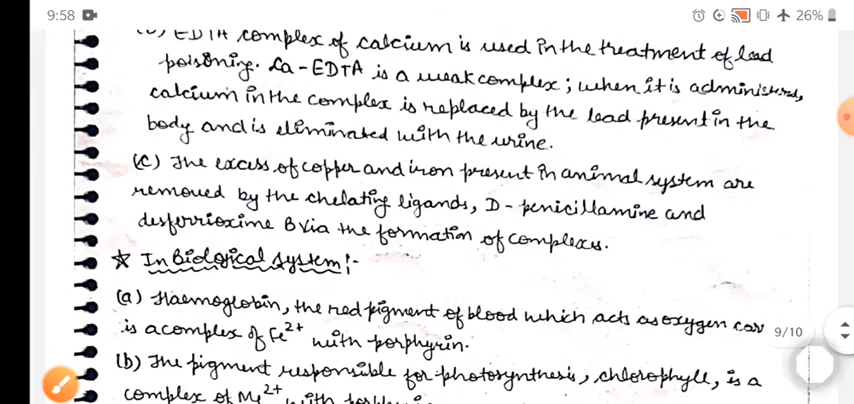 9:58
26%
(b) EDTA complex of calcium is used in the treatment of lead
poisoning. Ca-EDTA is a weak complex; when it is administered,
calcium in the complex is replaced by the lead present in the
body and is eliminated with the urine.
(c) The excess of copper and iron present in animal system are
removed by the chelating ligands, D-penicillamine and
desferrioxime B via the formation of complexes.
★ In Biological system:-
(a) Haemoglobin, the red pigment of blood which acts as oxygen carr
9/10
is a complex of Fe²⁺ with porphyrin.
(b) The pigment responsible for photosynthesis, chlorophyll, is a
complex of Mg²⁺ with